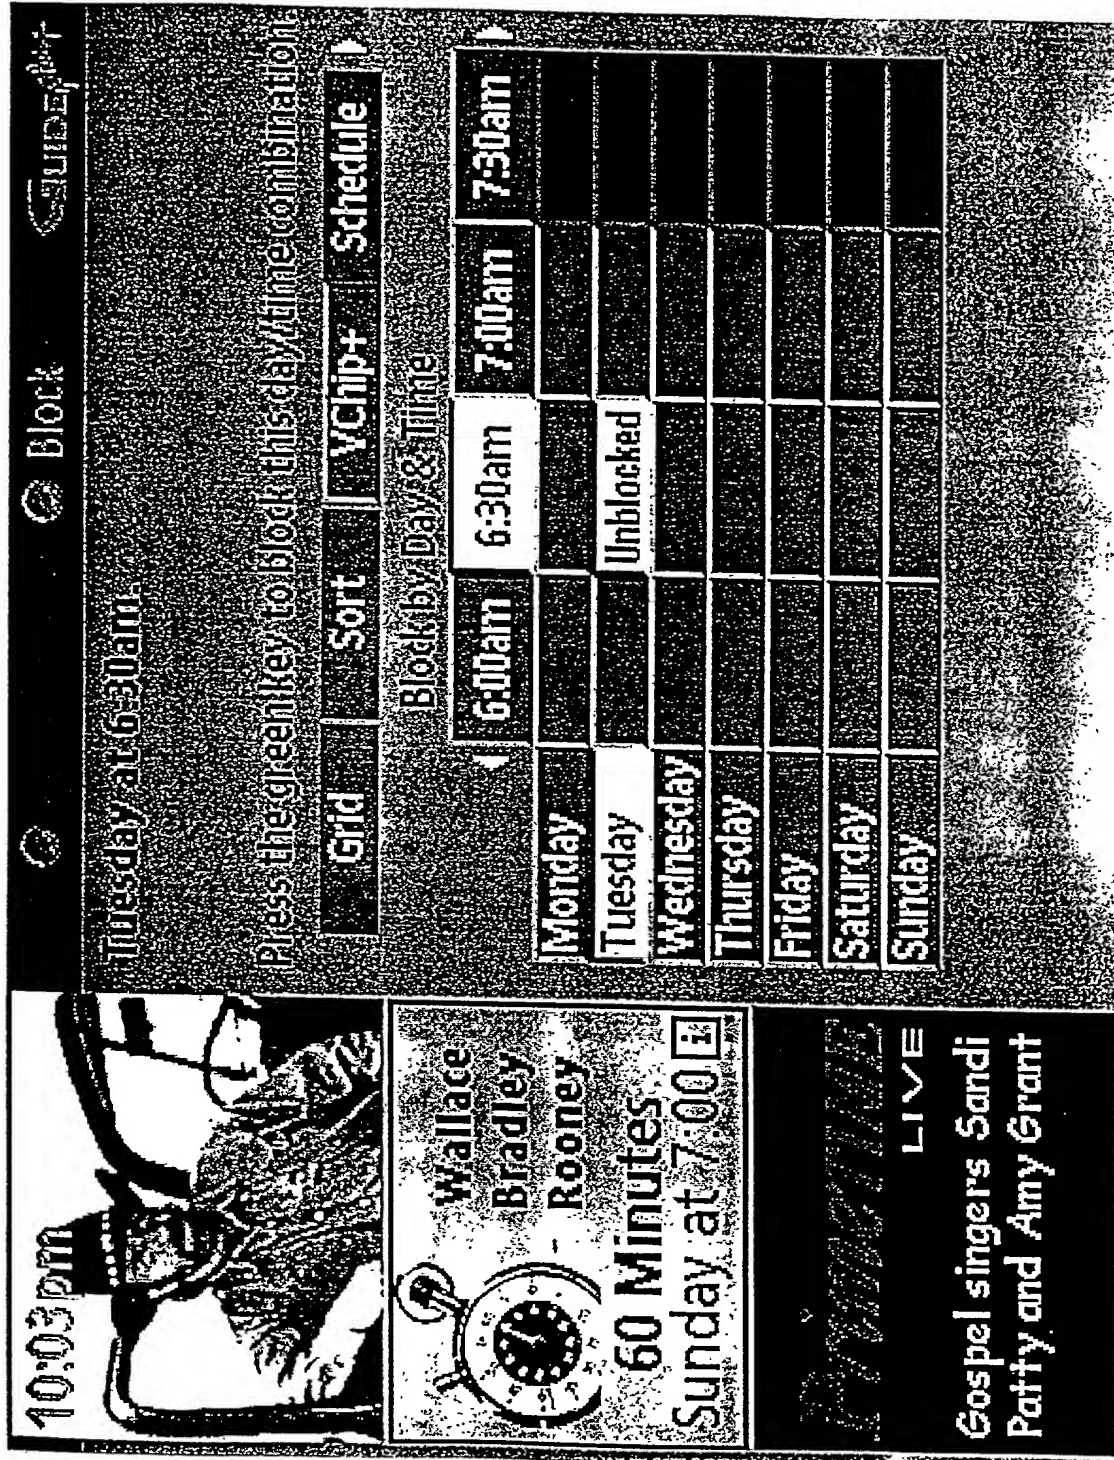 10:03pm
Block
GUIDE
Tuesday at 6:30am.
Press the green key to block this day/time combination
Grid
Sort
VChip+
Schedule
Block by Day & Time
6:00am
6:30am
7:00am
7:30am
Monday
Tuesday
Unblocked
Wednesday
Thursday
Friday
Saturday
Sunday
Wallace
Bradley
Rooney
60 Minutes
Sunday at 7:00 i
LIVE
Gospel singers Sandi
Patty and Amy Grant